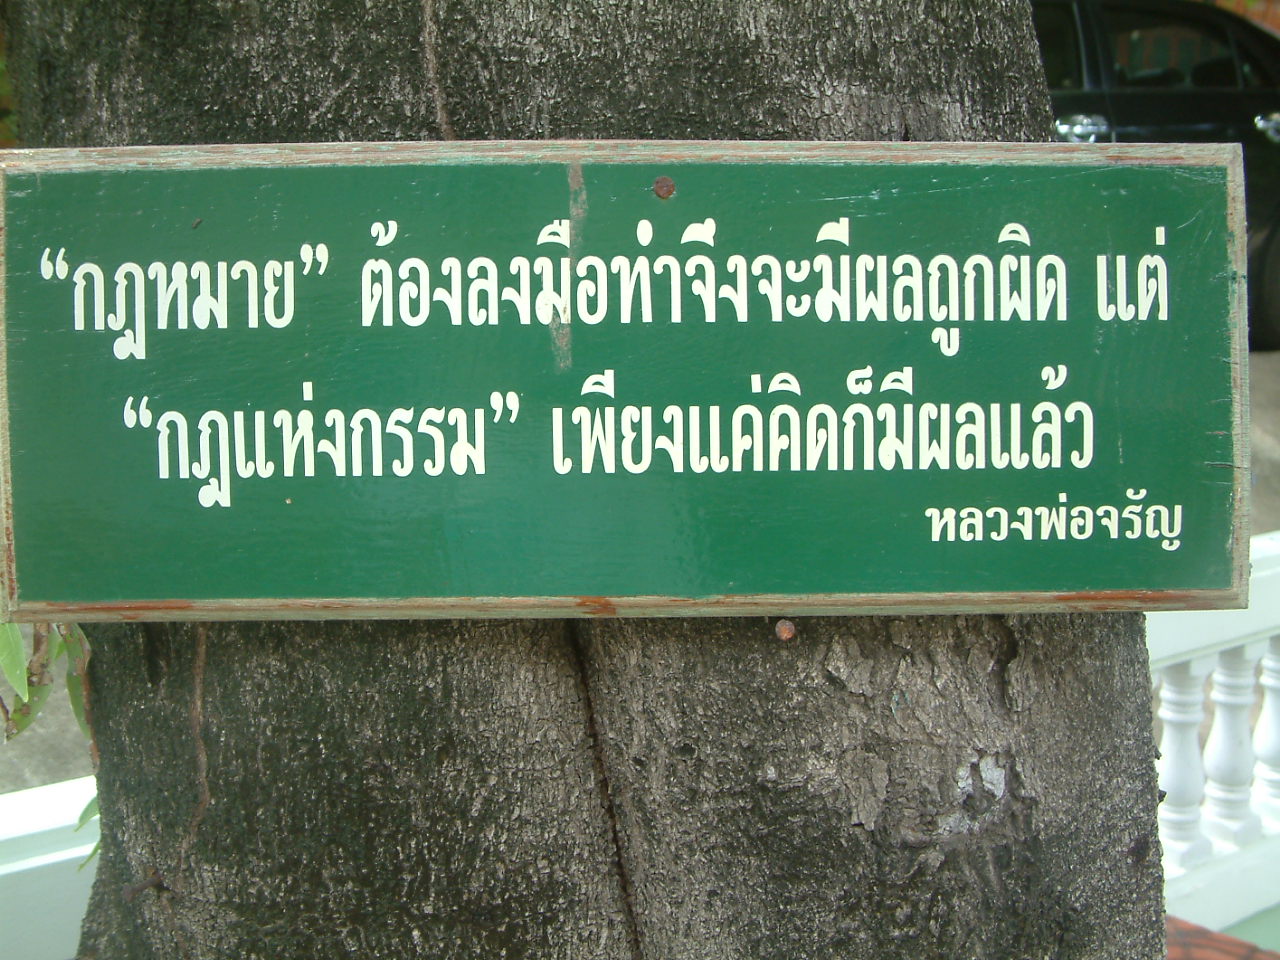 “กฎหมาย” ต้องลงมือทำจึงจะมีผลถูกผิด แต่
“กฎแห่งกรรม” เพียงแค่คิดก็มีผลแล้ว
หลวงพ่อจรัญ